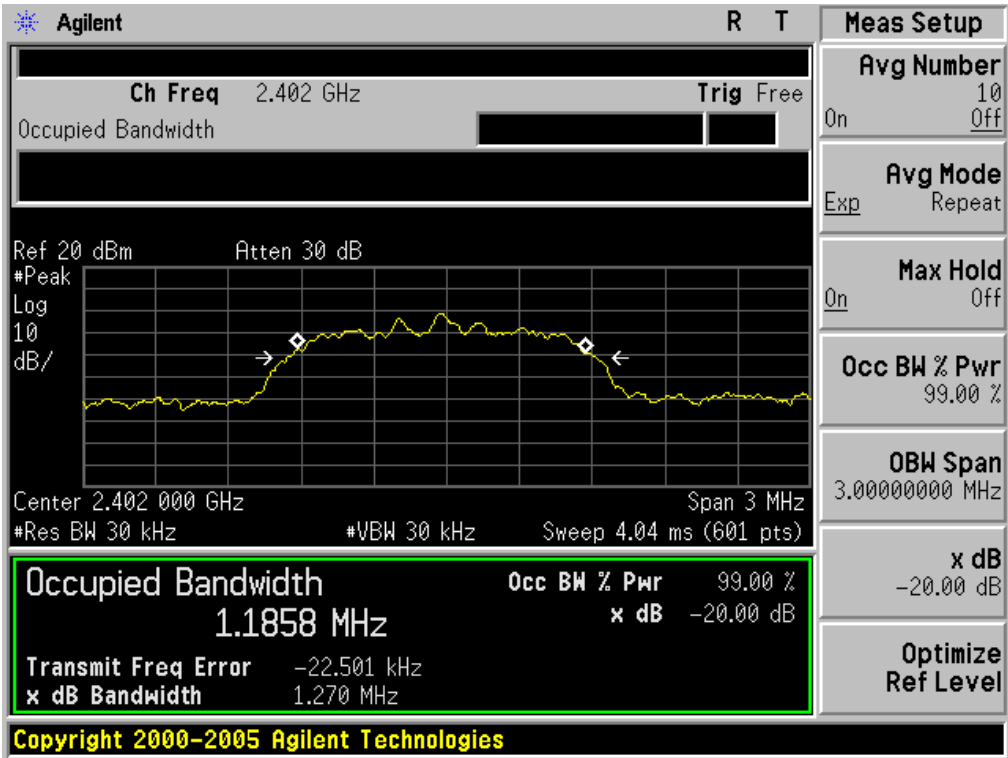 Agilent R T
Ch Freq 2.402 GHz Trig Free
Occupied Bandwidth
Ref 20 dBm Atten 30 dB
#Peak
Log
10
dB/
Center 2.402 000 GHz Span 3 MHz
#Res BW 30 kHz #VBW 30 kHz Sweep 4.04 ms (601 pts)
Occupied Bandwidth Occ BW % Pwr 99.00 %
1.1858 MHz x dB -20.00 dB
Transmit Freq Error -22.501 kHz
x dB Bandwidth 1.270 MHz
Copyright 2000-2005 Agilent Technologies
Meas Setup
Avg Number
10
On Off
Avg Mode
Exp Repeat
Max Hold
On Off
Occ BW % Pwr
99.00 %
OBW Span
3.00000000 MHz
x dB
-20.00 dB
Optimize
Ref Level